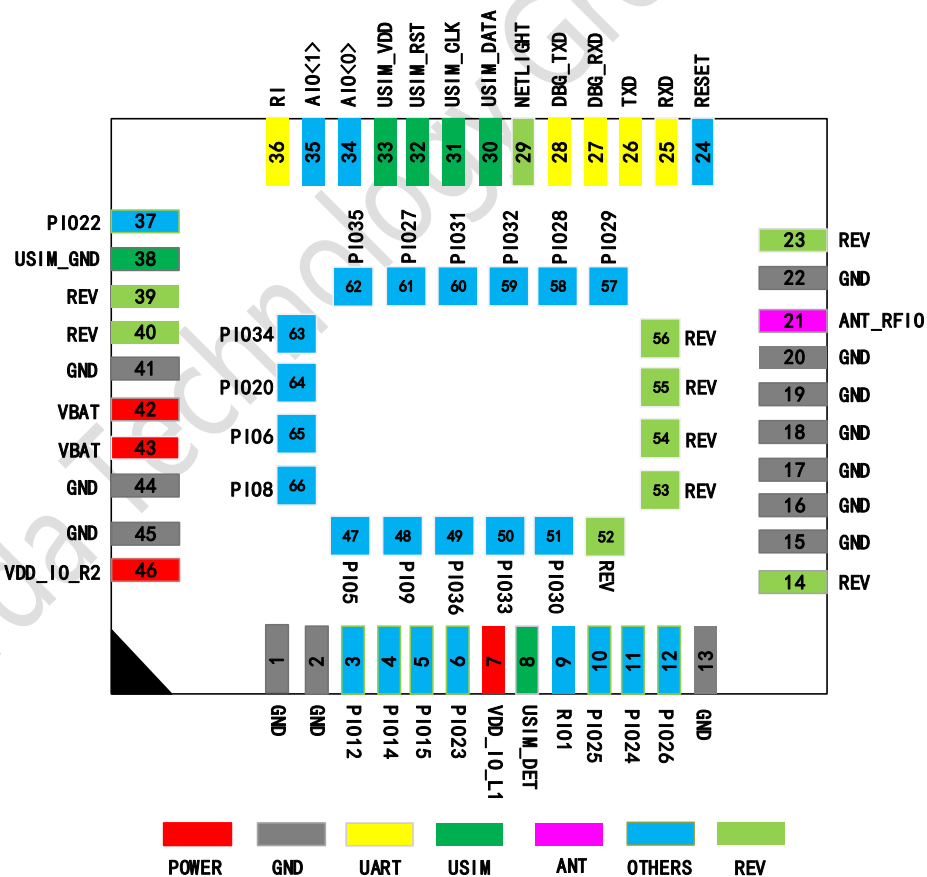 RI
AIO<1>
AIO<0>
USIM_VDD
USIM_RST
USIM_CLK
USIM_DATA
NETLIGHT
DBG_TXD
DBG_RXD
TXD
RXD
RESET
36
35
34
33
32
31
30
29
28
27
26
25
24
PIO22 37
USIM_GND 38
REV 39
REV 40
GND 41
VBAT 42
VBAT 43
GND 44
GND 45
VDD_IO_R2 46
PIO35
PIO27
PIO31
PIO32
PIO28
PIO29
62
61
60
59
58
57
PIO34 63
PIO20 64
PIO6 65
PIO8 66
56 REV
55 REV
54 REV
53 REV
47
48
49
50
51
52
PIO5
PIO9
PIO36
PIO33
PIO30
REV
23 REV
22 GND
21 ANT_RFIO
20 GND
19 GND
18 GND
17 GND
16 GND
15 GND
14 REV
1
2
3
4
5
6
7
8
9
10
11
12
13
GND
GND
PIO12
PIO14
PIO15
PIO23
VDD_IO_L1
USIM_DET
RIO1
PIO25
PIO24
PIO26
GND
POWER
GND
UART
USIM
ANT
OTHERS
REV
da Technology Gro